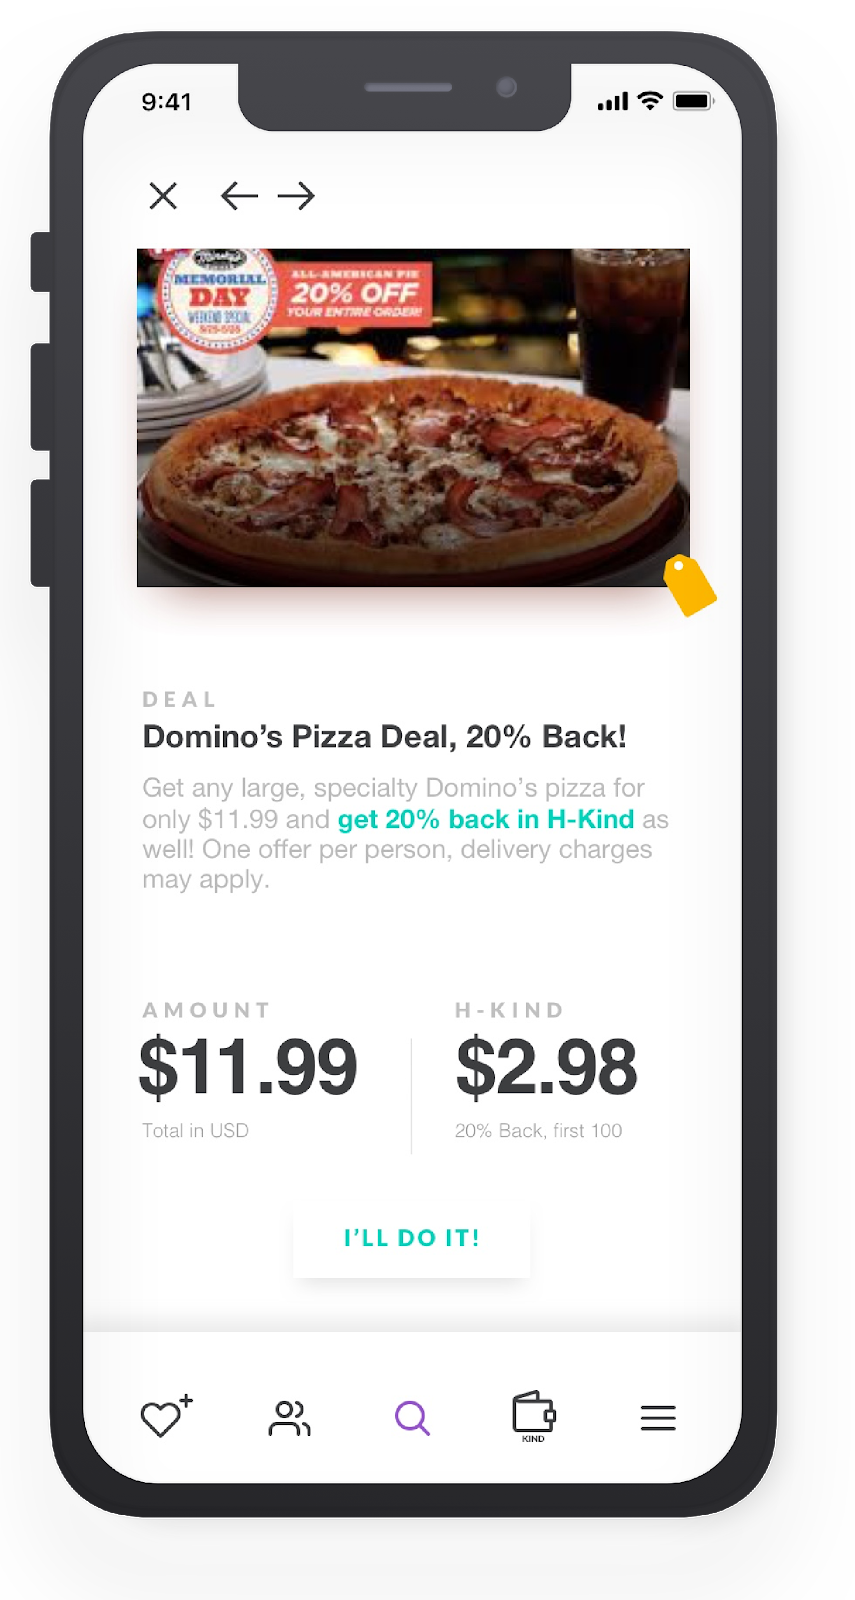 9:41
MEMORIAL
DAY
WEEKEND SPECIAL
ALL-AMERICAN PIE
20% OFF
YOUR ENTIRE ORDER!
DEAL
Domino’s Pizza Deal, 20% Back!
Get any large, specialty Domino’s pizza for
only $11.99 and get 20% back in H-Kind as
well! One offer per person, delivery charges
may apply.
AMOUNT
H-KIND
$11.99
$2.98
Total in USD
20% Back, first 100
I’LL DO IT!
KIND